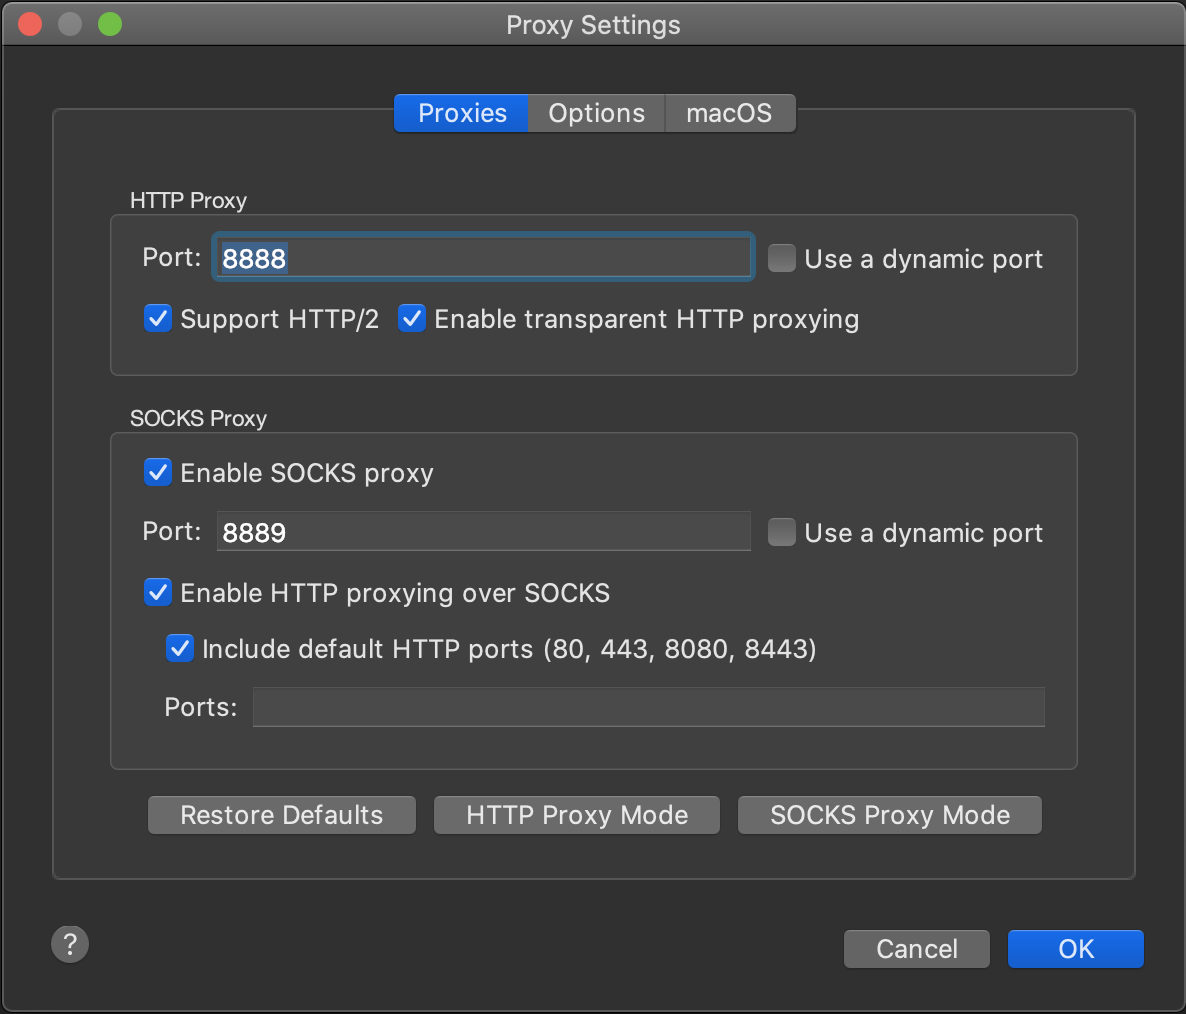 Proxy Settings
Proxies Options macOS
HTTP Proxy
Port: 8888 Use a dynamic port
Support HTTP/2 Enable transparent HTTP proxying
SOCKS Proxy
Enable SOCKS proxy
Port: 8889 Use a dynamic port
Enable HTTP proxying over SOCKS
Include default HTTP ports (80, 443, 8080, 8443)
Ports:
Restore Defaults HTTP Proxy Mode SOCKS Proxy Mode
? Cancel OK